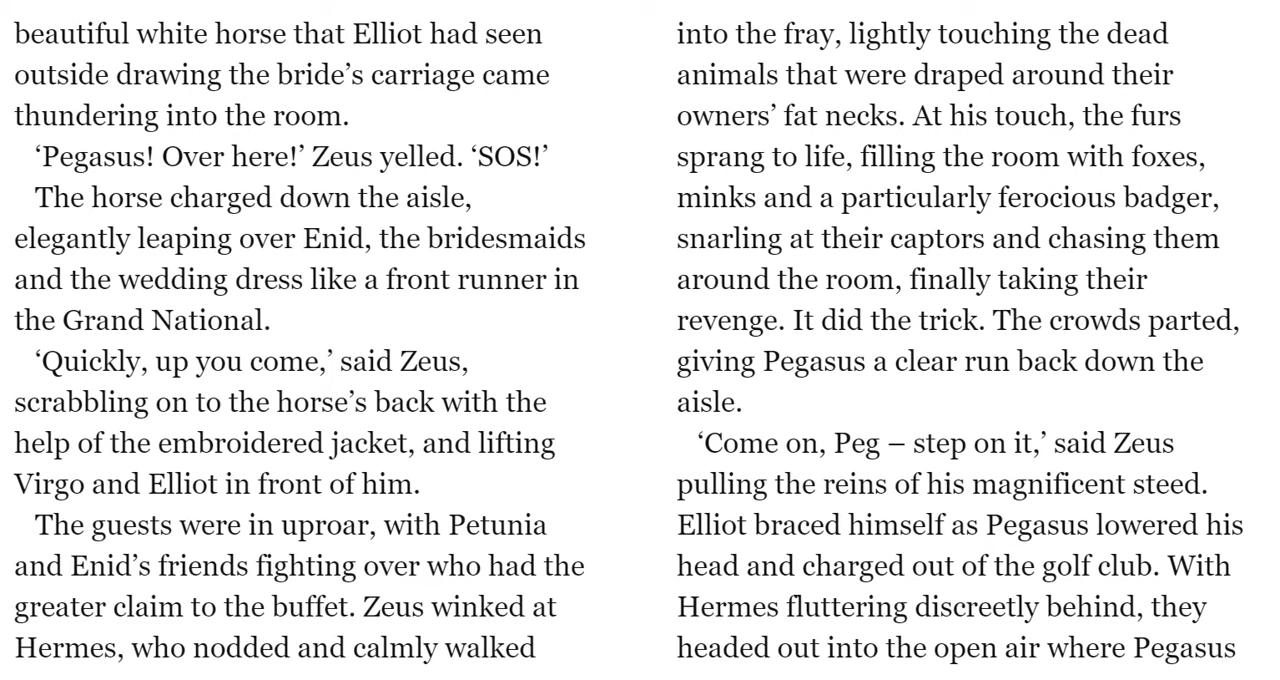 beautiful white horse that Elliot had seen
outside drawing the bride’s carriage came
thundering into the room.
‘Pegasus! Over here!’ Zeus yelled. ‘SOS!’
The horse charged down the aisle,
elegantly leaping over Enid, the bridesmaids
and the wedding dress like a front runner in
the Grand National.
‘Quickly, up you come,’ said Zeus,
scrabbling on to the horse’s back with the
help of the embroidered jacket, and lifting
Virgo and Elliot in front of him.
The guests were in uproar, with Petunia
and Enid’s friends fighting over who had the
greater claim to the buffet. Zeus winked at
Hermes, who nodded and calmly walked
into the fray, lightly touching the dead
animals that were draped around their
owners’ fat necks. At his touch, the furs
sprang to life, filling the room with foxes,
minks and a particularly ferocious badger,
snarling at their captors and chasing them
around the room, finally taking their
revenge. It did the trick. The crowds parted,
giving Pegasus a clear run back down the
aisle.
‘Come on, Peg – step on it,’ said Zeus
pulling the reins of his magnificent steed.
Elliot braced himself as Pegasus lowered his
head and charged out of the golf club. With
Hermes fluttering discreetly behind, they
headed out into the open air where Pegasus